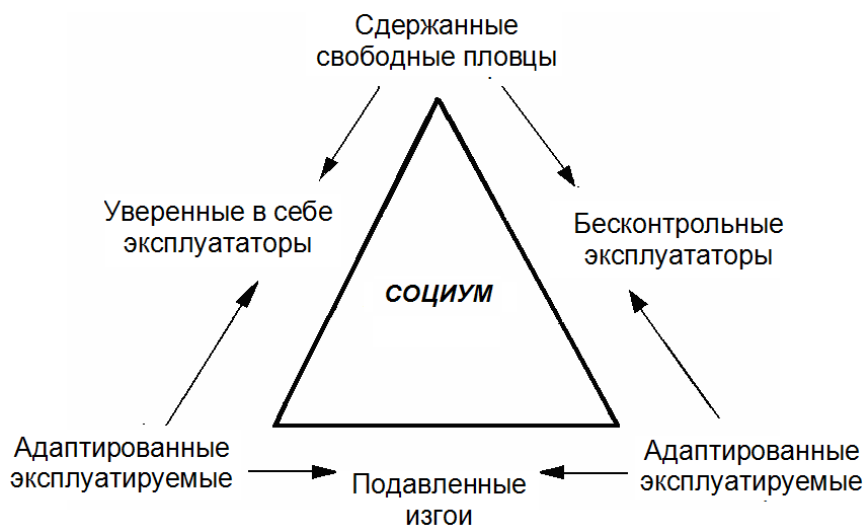 Сдержанные
свободные пловцы
Уверенные в себе
эксплуататоры
Бесконтрольные
эксплуататоры
СОЦИУМ
Адаптированные
эксплуатируемые
Подавленные
изгои
Адаптированные
эксплуатируемые